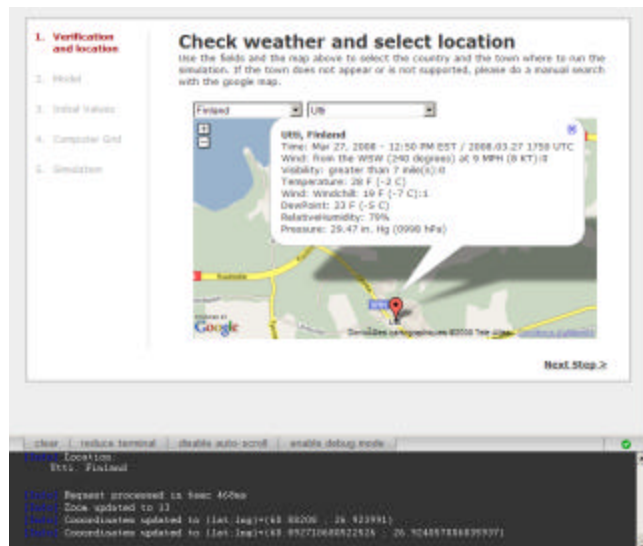 1. Verification
and location
2. Model
3. Initial Values
4. Computer Grid
5. Simulation
Check weather and select location
Use the fields and the map above to select the country and the town where to run the
simulation. If the town does not appear or is not supported, please do a manual search
with the google map.
Finland
Utti
Utti, Finland
Time: Mar 27, 2008 - 12:50 PM EST / 2008.03.27 1750 UTC
Wind: from the WSW (240 degrees) at 9 MPH (8 KT):0
Visibility: greater than 7 mile(s):0
Temperature: 28 F (-2 C)
Wind: Windchill: 19 F (-7 C):1
DewPoint: 23 F (-5 C)
RelativeHumidity: 79%
Pressure: 29.47 in. Hg (0998 hPa)
Google
Utti
Next Step >
clear
reduce terminal
disable auto-scroll
enable debug mode
Location
Utti Finland
Request processed in
Zoom updated to 13
Coordinates updated to
Coordinates updated to